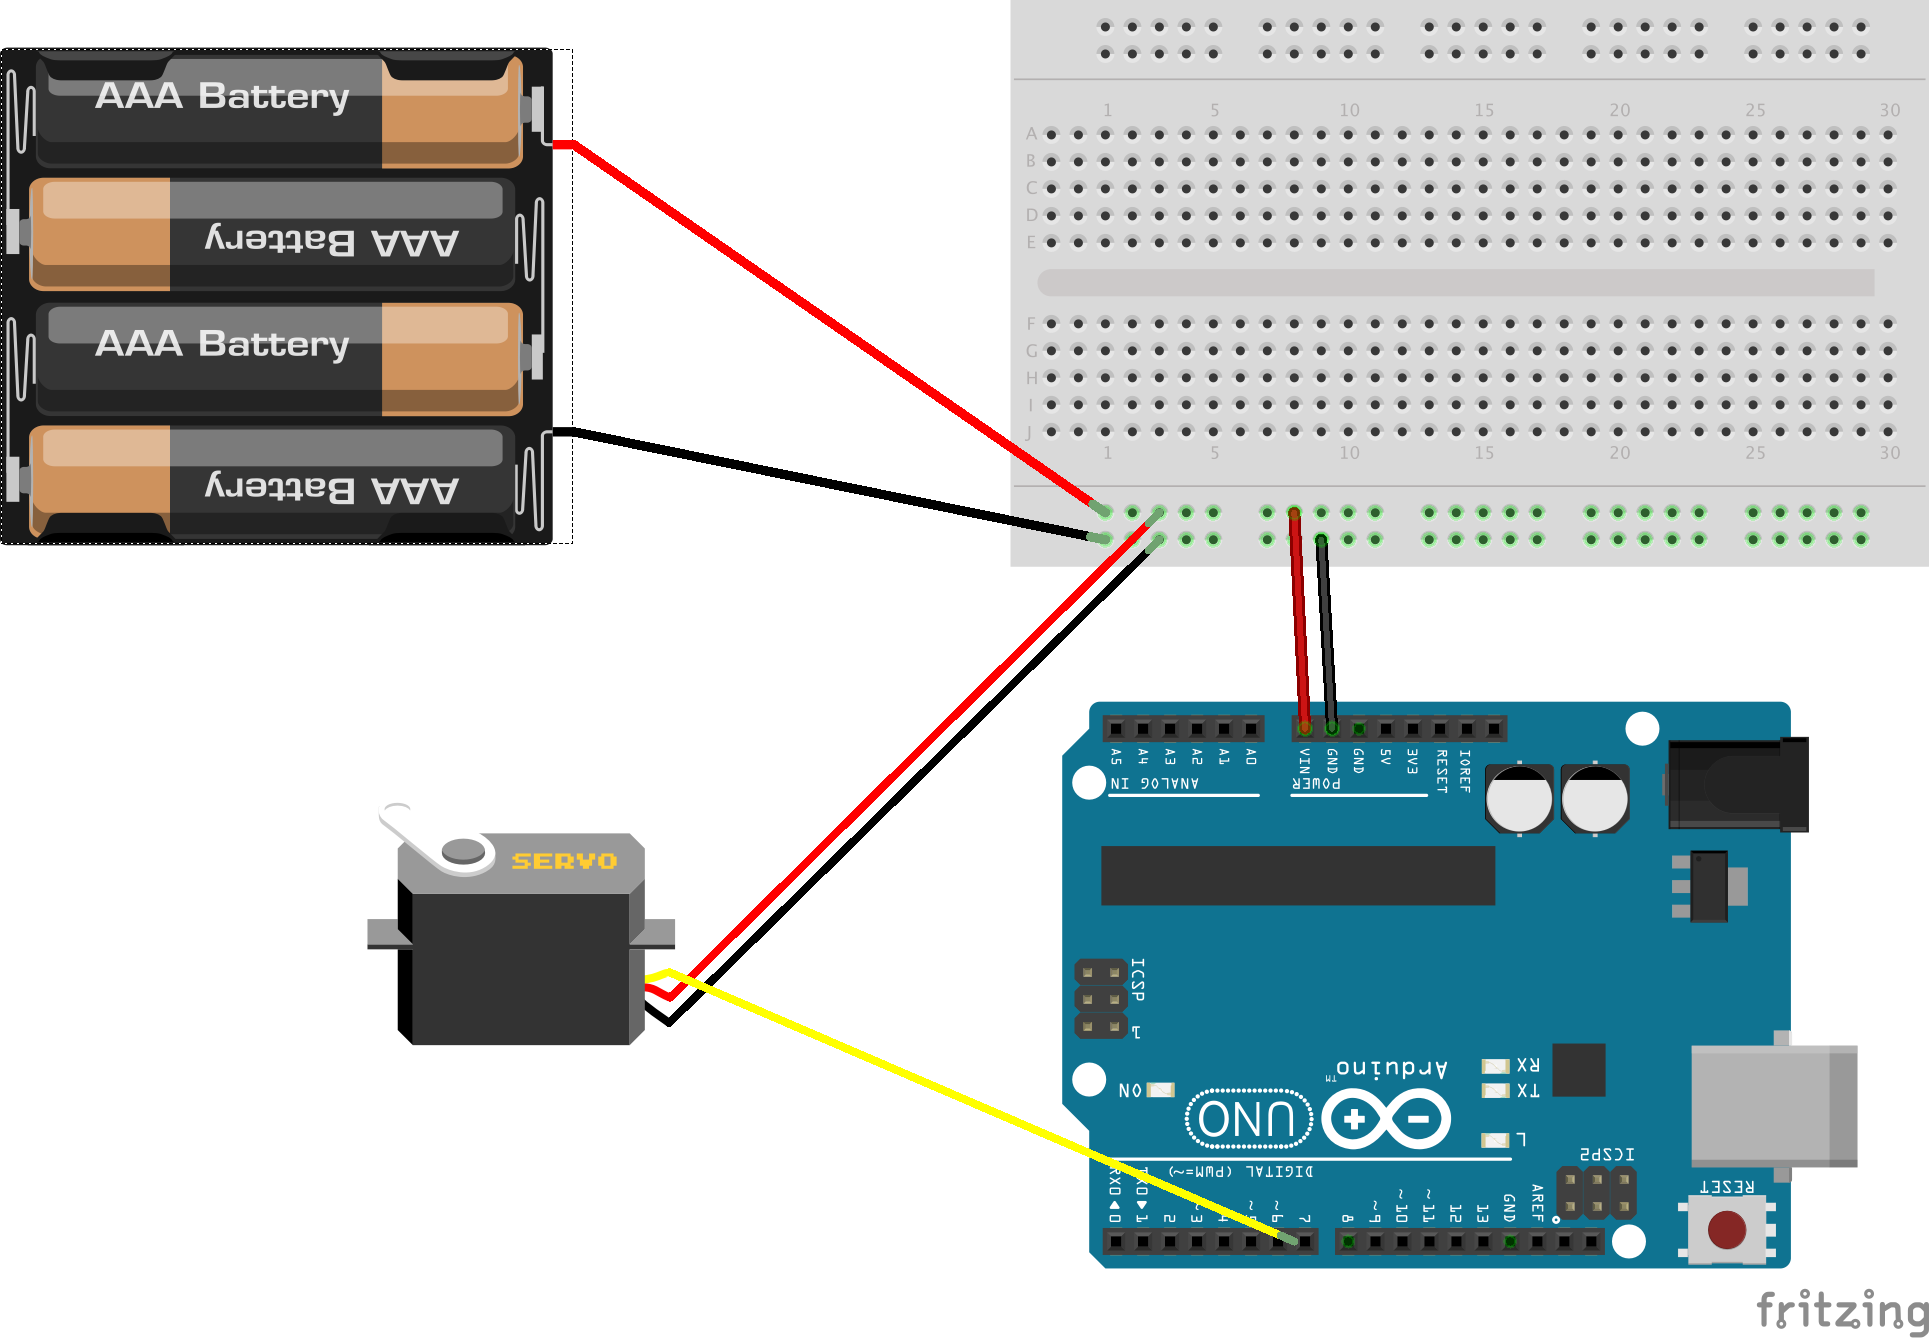 AAA Battery
AAA Battery
AAA Battery
AAA Battery
1 5 10 15 20 25 30
A
B
C
D
E
F
G
H
I
J
1 5 10 15 20 25 30
SERVO
A5 A4 A3 A2 A1 A0 VIN GND GND 5V 3V3 RESET IOREF
ANALOG IN POWER
ICSP
1
Arduino™
RX
TX
ON
UNO
L
ICSP2
DIGITAL (PWM=~)
RESET
0 1 2 ~3 4 ~5 ~6 7 8 ~9 ~10 ~11 12 13 GND AREF
fritzing